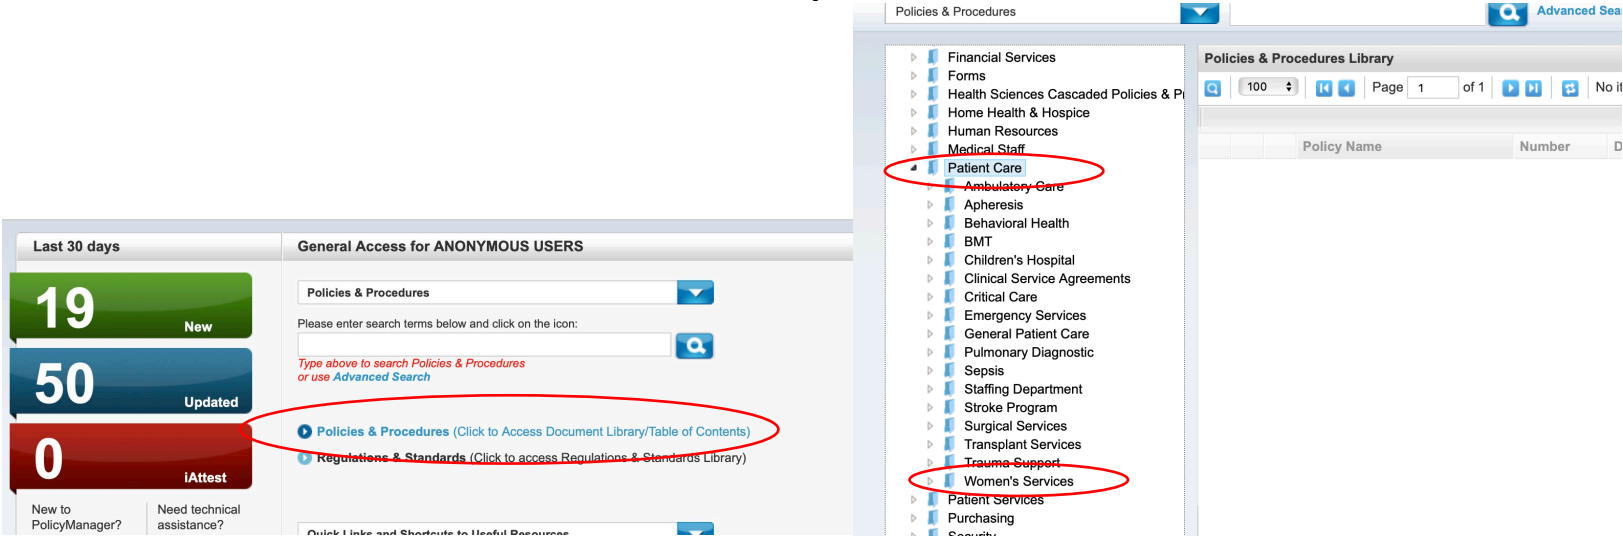 Last 30 days
19
New
50
Updated
0
iAttest
New to
PolicyManager?
Need technical
assistance?
General Access for ANONYMOUS USERS
Policies & Procedures
Please enter search terms below and click on the icon:
Type above to search Policies & Procedures
or use Advanced Search
Policies & Procedures (Click to Access Document Library/Table of Contents)
Regulations & Standards (Click to access Regulations & Standards Library)
Quick Links and Shortcuts to Useful Resources
Policies & Procedures
Advanced Sea
Financial Services
Forms
Health Sciences Cascaded Policies & P
Home Health & Hospice
Human Resources
Medical Staff
Patient Care
Ambulatory Care
Apheresis
Behavioral Health
BMT
Children's Hospital
Clinical Service Agreements
Critical Care
Emergency Services
General Patient Care
Pulmonary Diagnostic
Sepsis
Staffing Department
Stroke Program
Surgical Services
Transplant Services
Trauma Support
Women's Services
Patient Services
Purchasing
Security
Policies & Procedures Library
100 Page 1 of 1 No it
Policy Name Number D